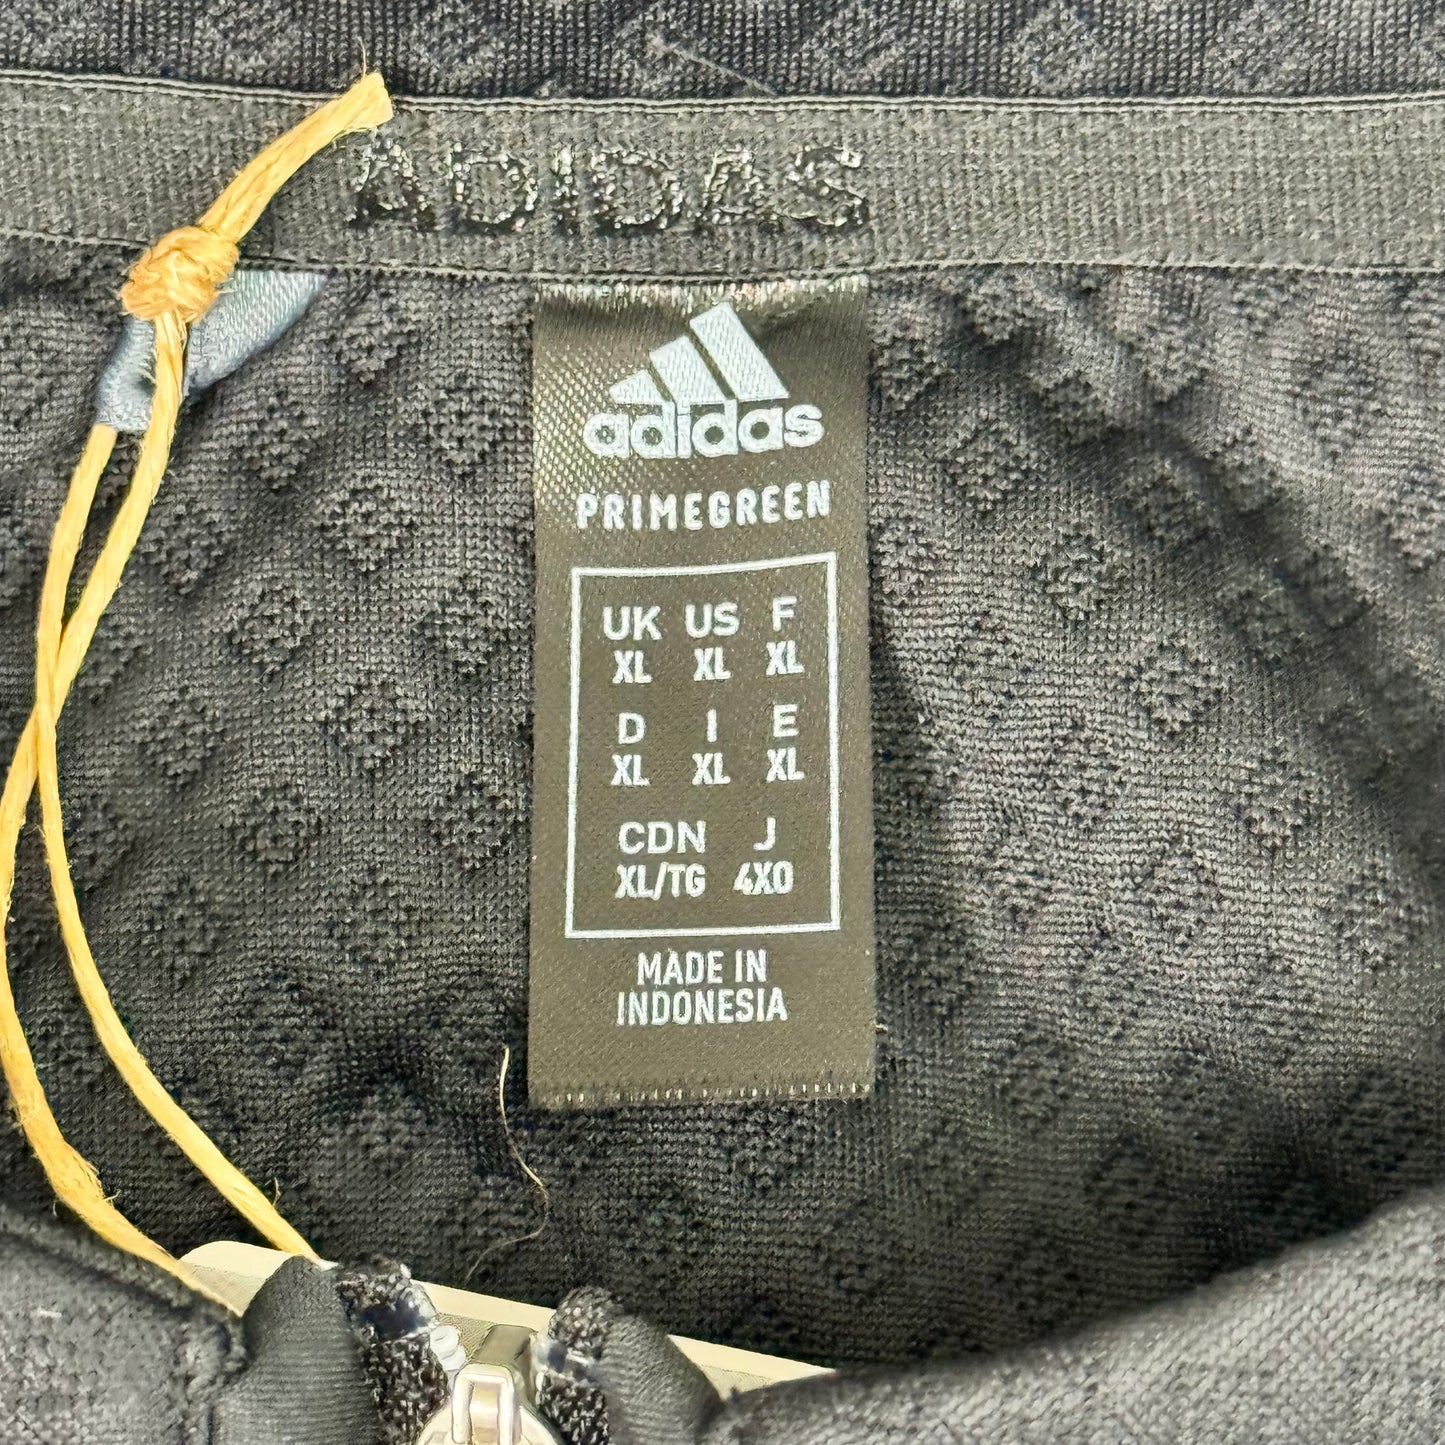 ADIDAS
adidas
PRIMEGREEN
UK US F
XL XL XL
D I E
XL XL XL
CDN J
XL/TG 4XO
MADE IN
INDONESIA